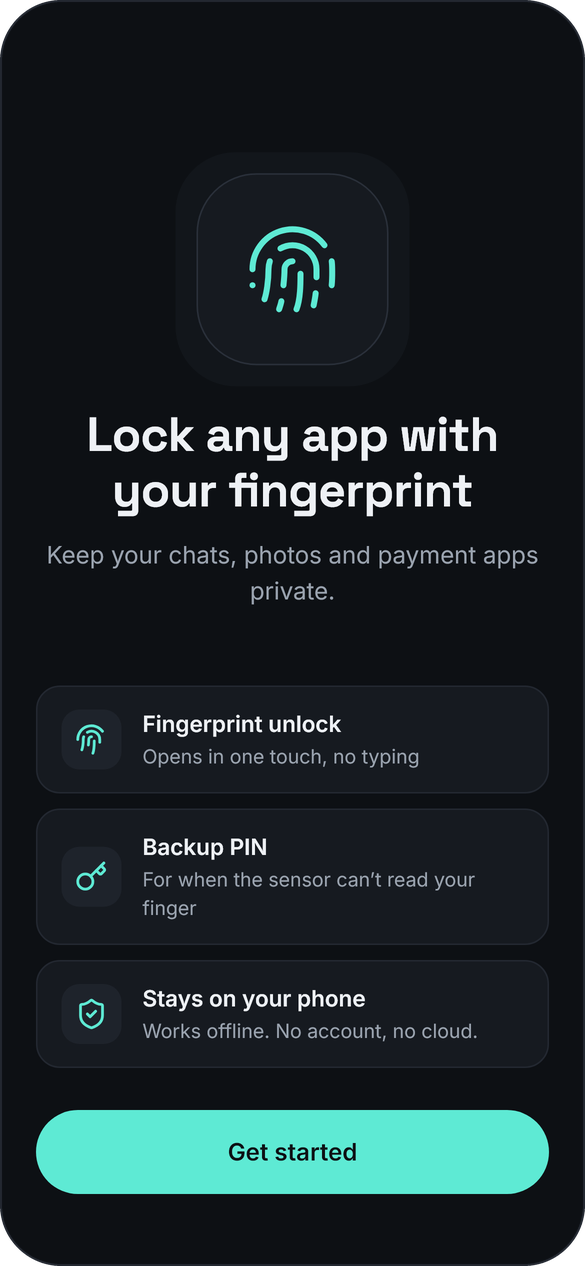 Lock any app with
your fingerprint
Keep your chats, photos and payment apps
private.
Fingerprint unlock
Opens in one touch, no typing
Backup PIN
For when the sensor can’t read your
finger
Stays on your phone
Works offline. No account, no cloud.
Get started